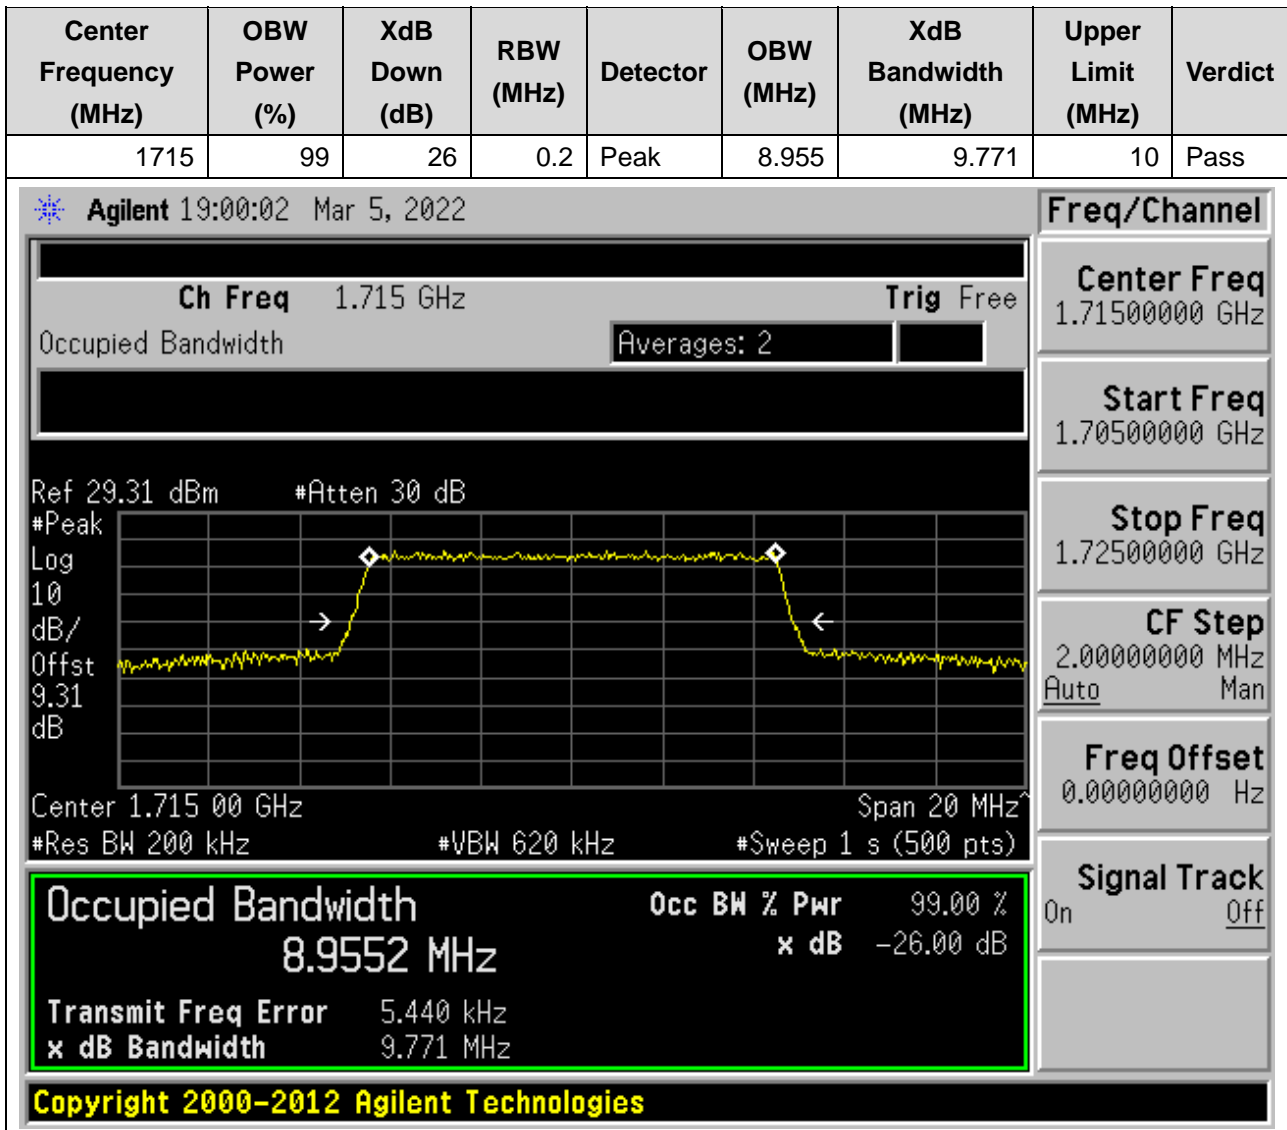 Center Frequency (MHz) OBW Power (%) XdB Down (dB) RBW (MHz) Detector OBW (MHz) XdB Bandwidth (MHz) Upper Limit (MHz) Verdict
1715 99 26 0.2 Peak 8.955 9.771 10 Pass
Agilent 19:00:02 Mar 5, 2022
Freq/Channel
Ch Freq 1.715 GHz Trig Free
Occupied Bandwidth Averages: 2
Center Freq
1.71500000 GHz
Start Freq
1.70500000 GHz
Stop Freq
1.72500000 GHz
CF Step
2.00000000 MHz
Auto Man
Freq Offset
0.00000000 Hz
Signal Track
On Off
Ref 29.31 dBm #Atten 30 dB
#Peak
Log
10
dB/
Offst
9.31
dB
Center 1.715 00 GHz Span 20 MHz^
#Res BW 200 kHz #VBW 620 kHz #Sweep 1 s (500 pts)
Occupied Bandwidth
8.9552 MHz
Occ BW % Pwr 99.00 %
x dB -26.00 dB
Transmit Freq Error 5.440 kHz
x dB Bandwidth 9.771 MHz
Copyright 2000-2012 Agilent Technologies